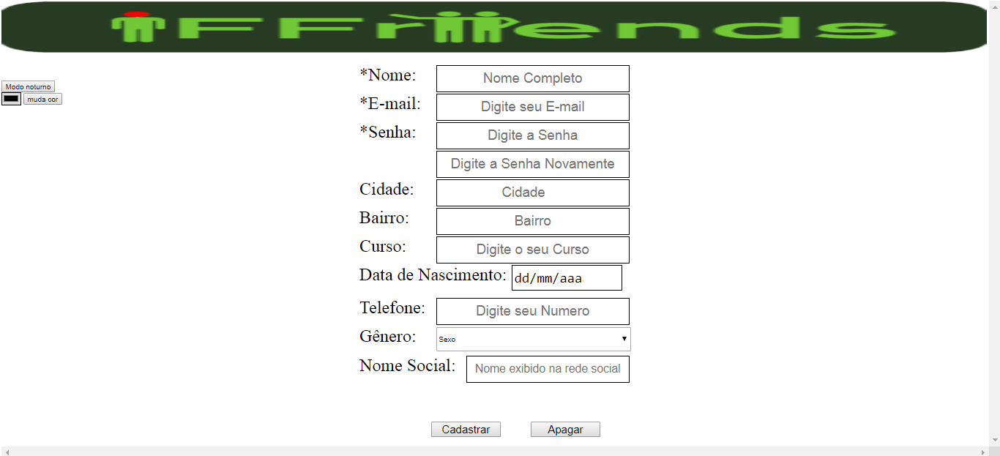 iFFriiends
Modo noturno
muda cor
*Nome: Nome Completo
*E-mail: Digite seu E-mail
*Senha: Digite a Senha
Digite a Senha Novamente
Cidade: Cidade
Bairro: Bairro
Curso: Digite o seu Curso
Data de Nascimento: dd/mm/aaa
Telefone: Digite seu Numero
Gênero: Sexo
Nome Social: Nome exibido na rede social
Cadastrar Apagar